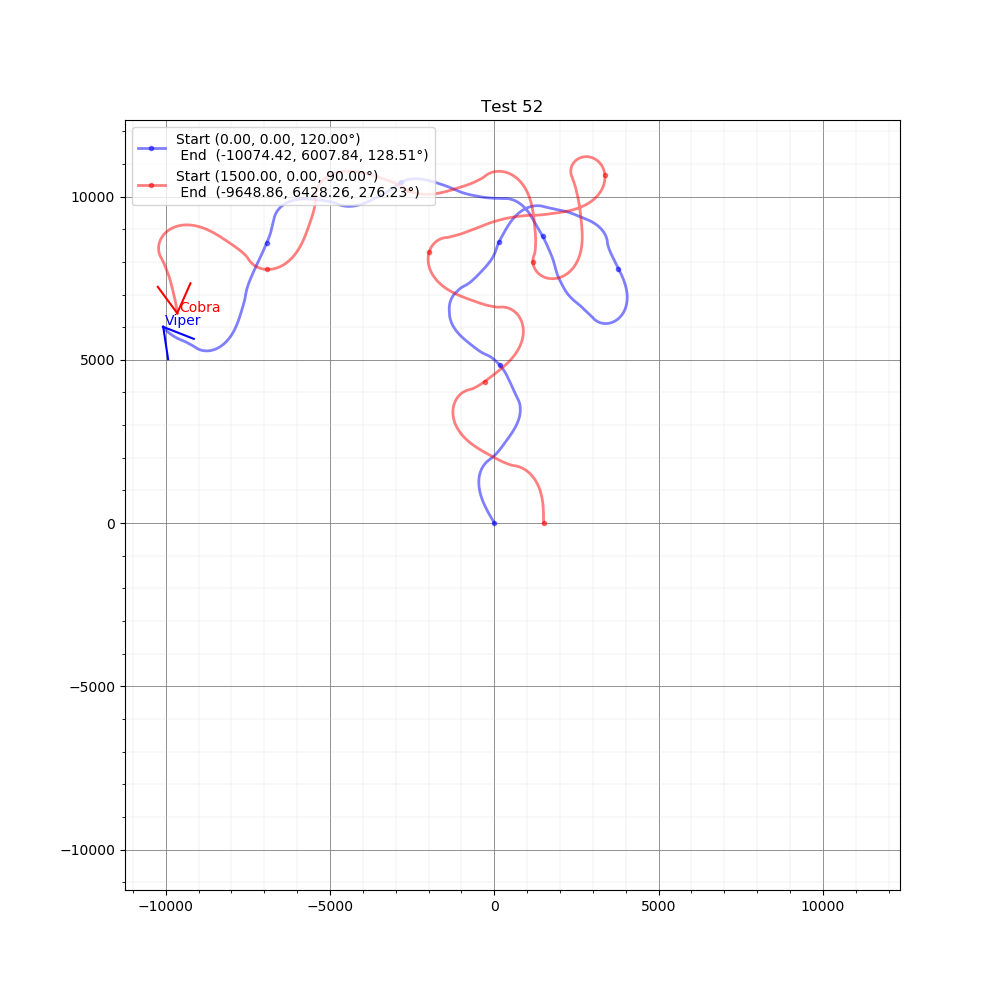 Test 52
Start (0.00, 0.00, 120.00°)
End (-10074.42, 6007.84, 128.51°)
Start (1500.00, 0.00, 90.00°)
End (-9648.86, 6428.26, 276.23°)
10000
5000
0
−5000
−10000
Cobra
Viper
−10000
−5000
0
5000
10000